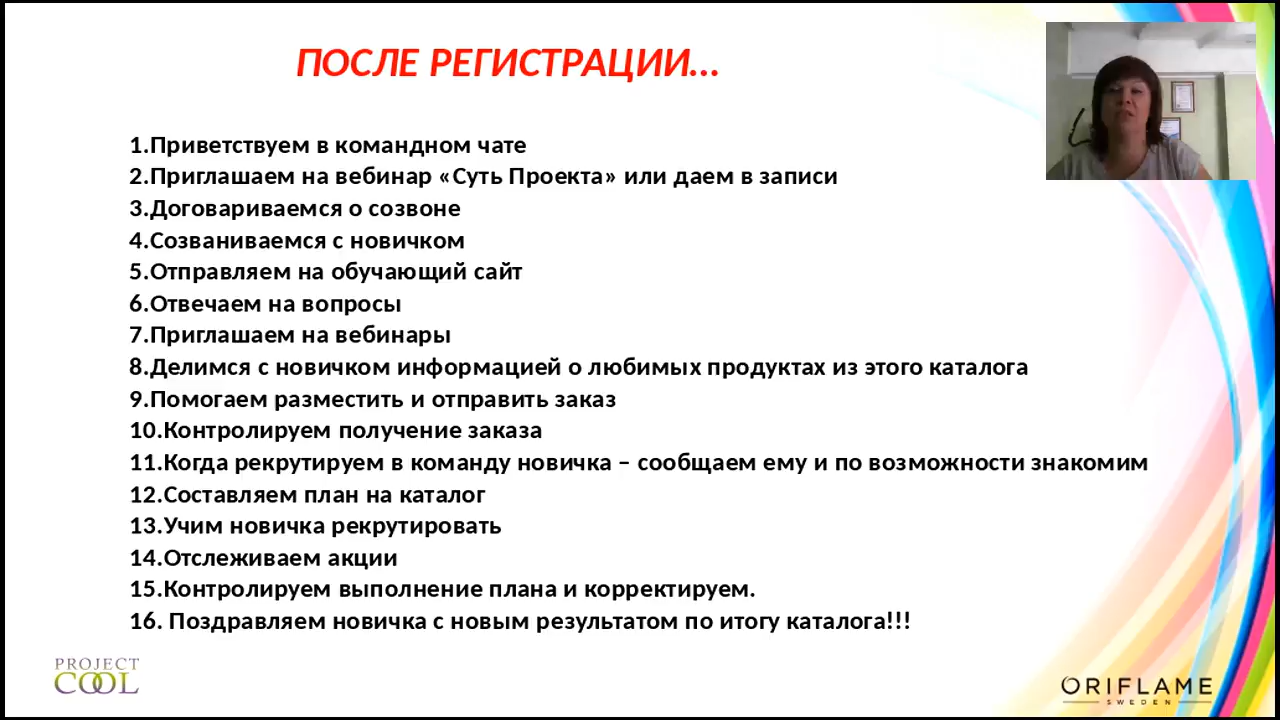 ПОСЛЕ РЕГИСТРАЦИИ...
1.Приветствуем в командном чате
2.Приглашаем на вебинар «Суть Проекта» или даем в записи
3.Договариваемся о созвоне
4.Созваниваемся с новичком
5.Отправляем на обучающий сайт
6.Отвечаем на вопросы
7.Приглашаем на вебинары
8.Делимся с новичком информацией о любимых продуктах из этого каталога
9.Помогаем разместить и отправить заказ
10.Контролируем получение заказа
11.Когда рекрутируем в команду новичка – сообщаем ему и по возможности знакомим
12.Составляем план на каталог
13.Учим новичка рекрутировать
14.Отслеживаем акции
15.Контролируем выполнение плана и корректируем.
16. Поздравляем новичка с новым результатом по итогу каталога!!!
PROJECT
COOL
ORIFLAME
SWEDEN